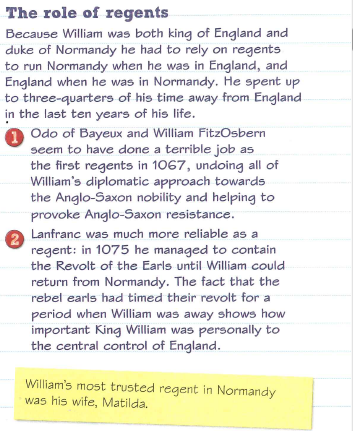 The role of regents
Because William was both king of England and
duke of Normandy he had to rely on regents
to run Normandy when he was in England, and
England when he was in Normandy. He spent up
to three-quarters of his time away from England
in the last ten years of his life.
1 Odo of Bayeux and William FitzOsbern
seem to have done a terrible job as
the first regents in 1067, undoing all of
William's diplomatic approach towards
the Anglo-Saxon nobility and helping to
provoke Anglo-Saxon resistance.
2 Lanfranc was much more reliable as a
regent: in 1075 he managed to contain
the Revolt of the Earls until William could
return from Normandy. The fact that the
rebel earls had timed their revolt for a
period when William was away shows how
important King William was personally to
the central control of England.
William's most trusted regent in Normandy
was his wife, Matilda.